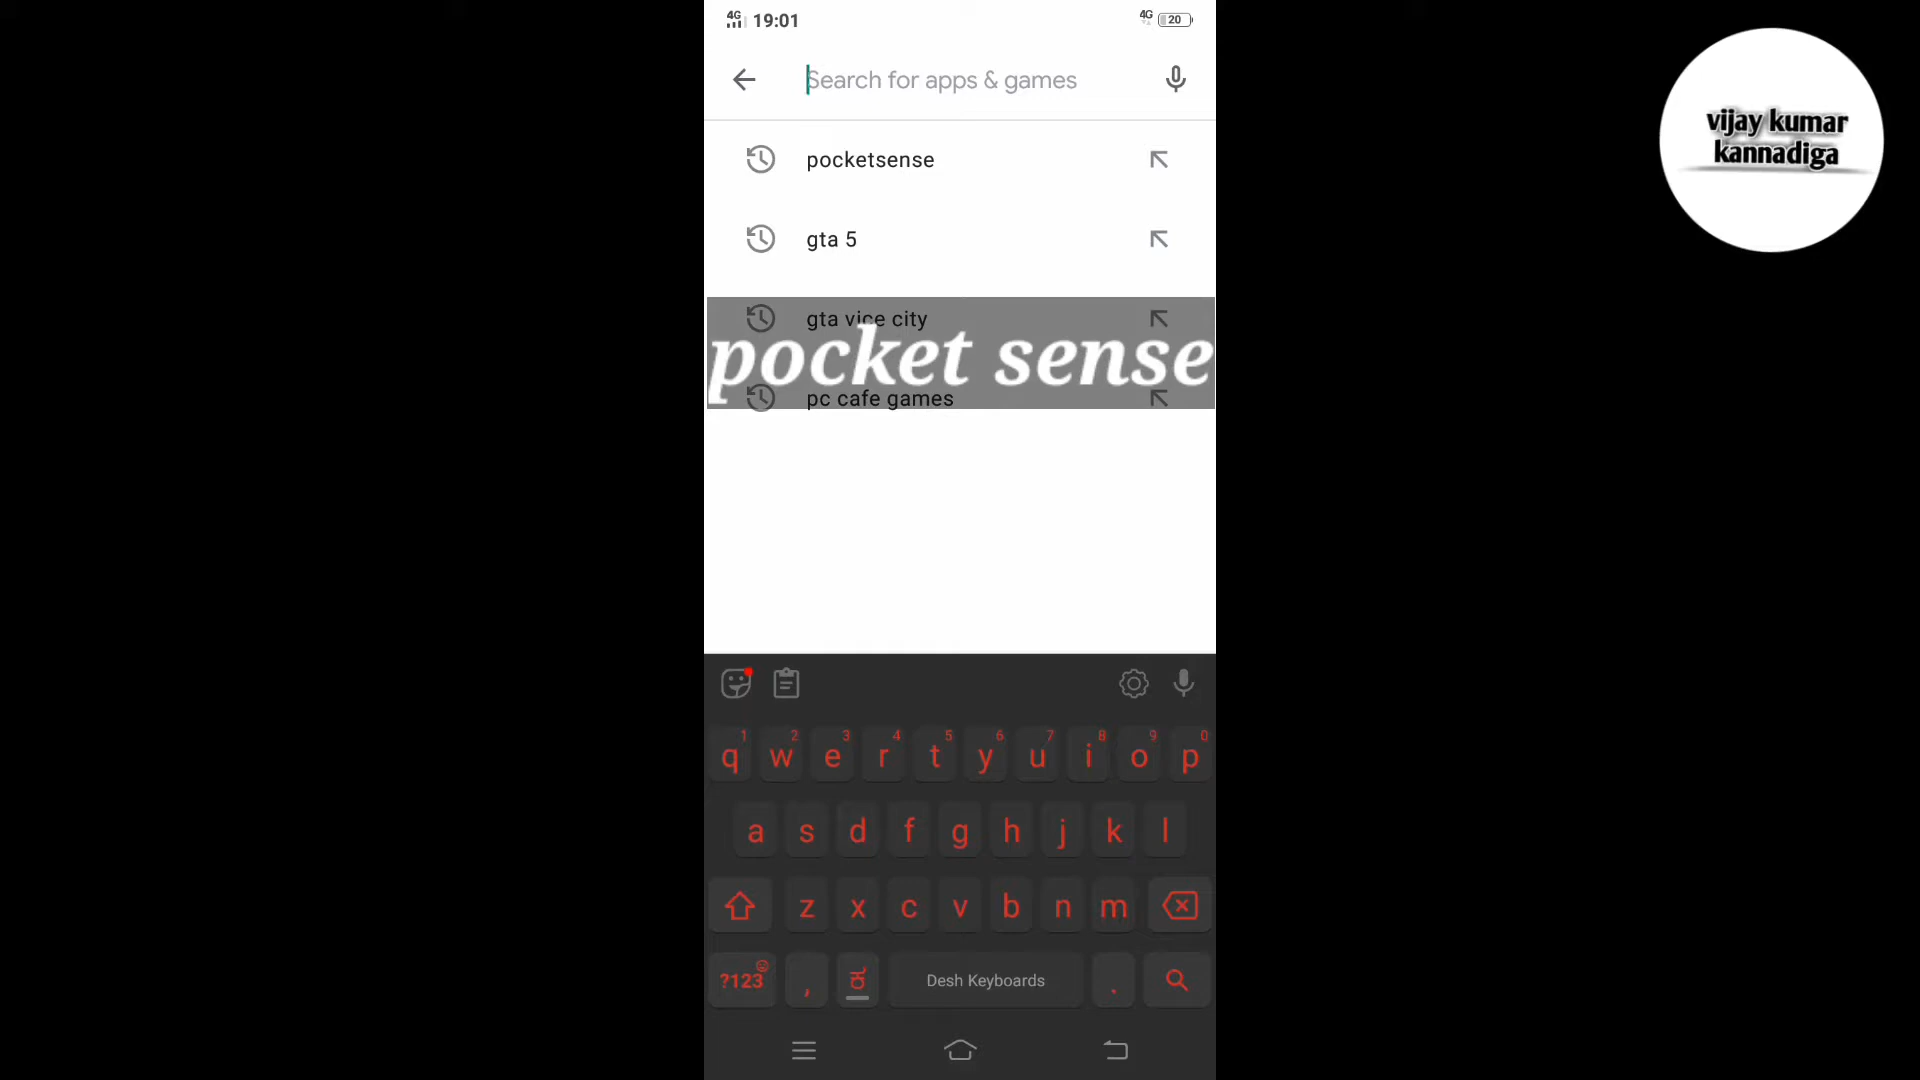 4G 19:01 4G 20
Search for apps & games
pocketsense
gta 5
gta vice city
pocket sense
pc cafe games
vijay kumar
kannadiga
1 2 3 4 5 6 7 8 9 0
q w e r t y u i o p
a s d f g h j k l
z x c v b n m
?123 , ಕ Desh Keyboards .